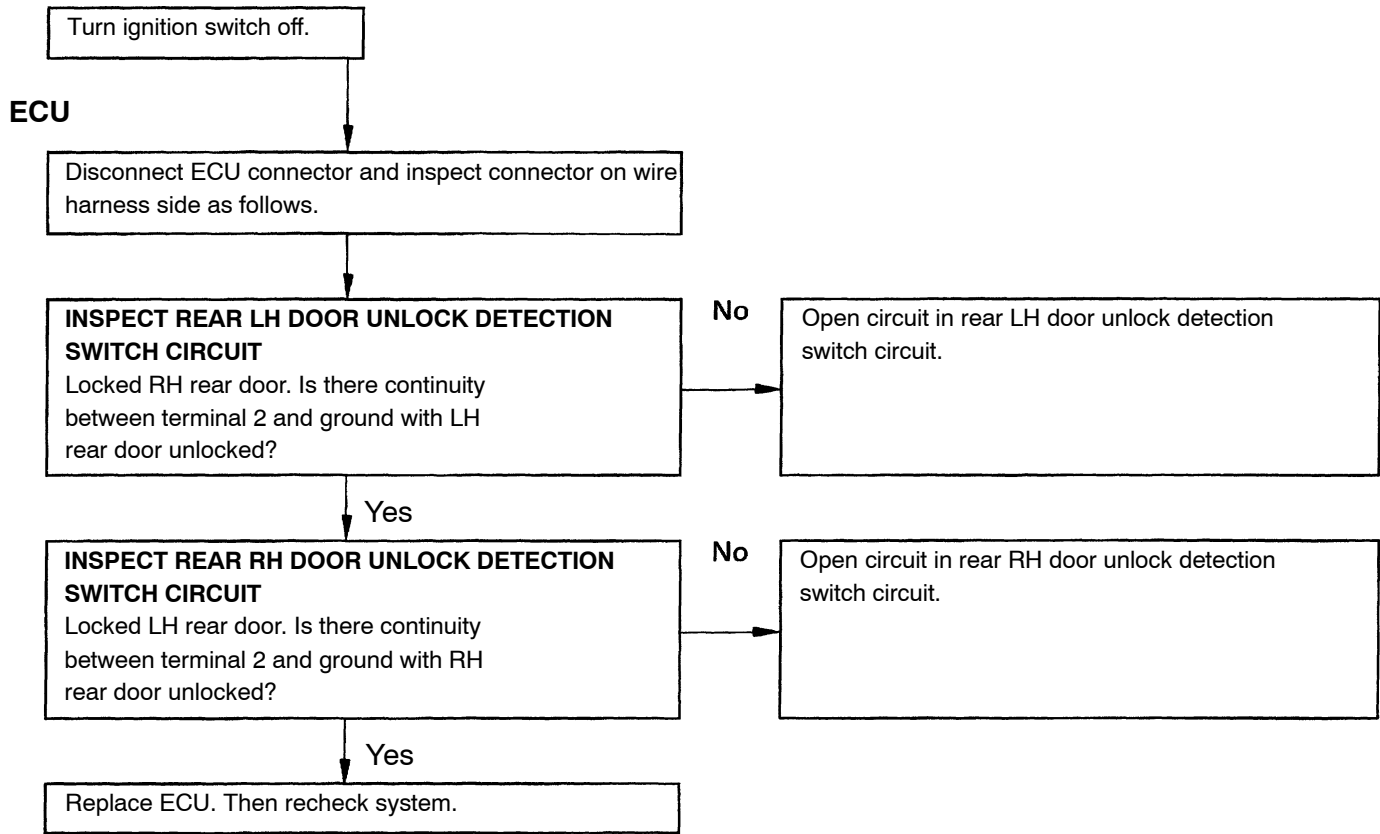 Turn ignition switch off.
ECU
Disconnect ECU connector and inspect connector on wire
harness side as follows.
INSPECT REAR LH DOOR UNLOCK DETECTION
SWITCH CIRCUIT
Locked RH rear door. Is there continuity
between terminal 2 and ground with LH
rear door unlocked?
No
Open circuit in rear LH door unlock detection
switch circuit.
Yes
INSPECT REAR RH DOOR UNLOCK DETECTION
SWITCH CIRCUIT
Locked LH rear door. Is there continuity
between terminal 2 and ground with RH
rear door unlocked?
No
Open circuit in rear RH door unlock detection
switch circuit.
Yes
Replace ECU. Then recheck system.